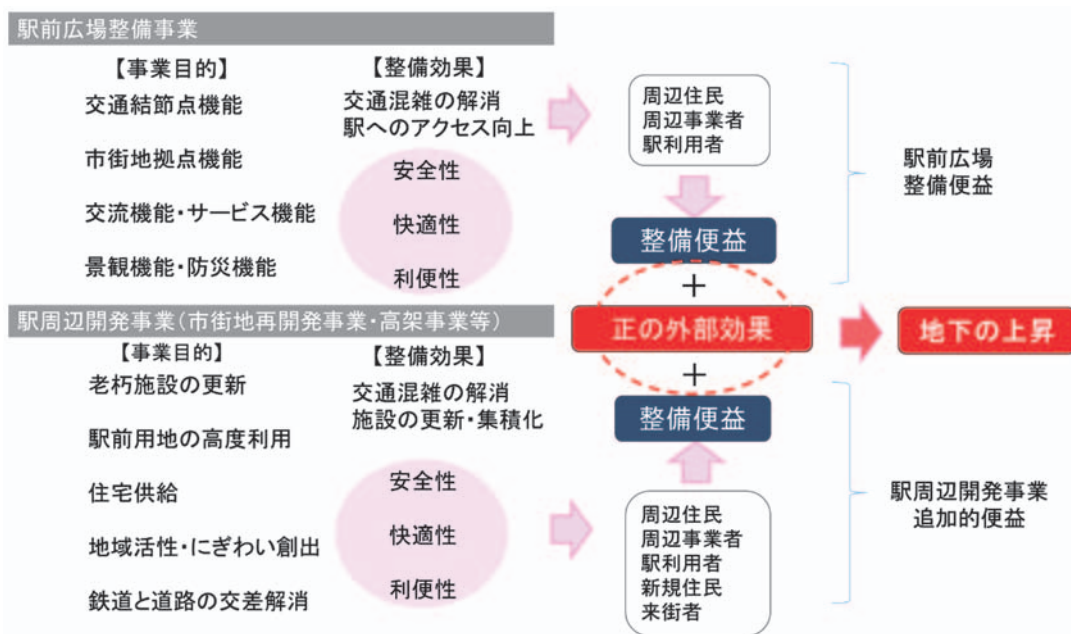 駅前広場整備事業
【事業目的】
交通結節点機能
市街地拠点機能
交流機能・サービス機能
景観機能・防災機能
【整備効果】
交通混雑の解消
駅へのアクセス向上
安全性
快適性
利便性
周辺住民
周辺事業者
駅利用者
整備便益
+
駅前広場
整備便益
正の外部効果
地下の上昇
駅周辺開発事業(市街地再開発事業・高架事業等)
【事業目的】
老朽施設の更新
駅前用地の高度利用
住宅供給
地域活性・にぎわい創出
鉄道と道路の交差解消
【整備効果】
交通混雑の解消
施設の更新・集積化
安全性
快適性
利便性
+
整備便益
周辺住民
周辺事業者
駅利用者
新規住民
来街者
駅周辺開発事業
追加的便益